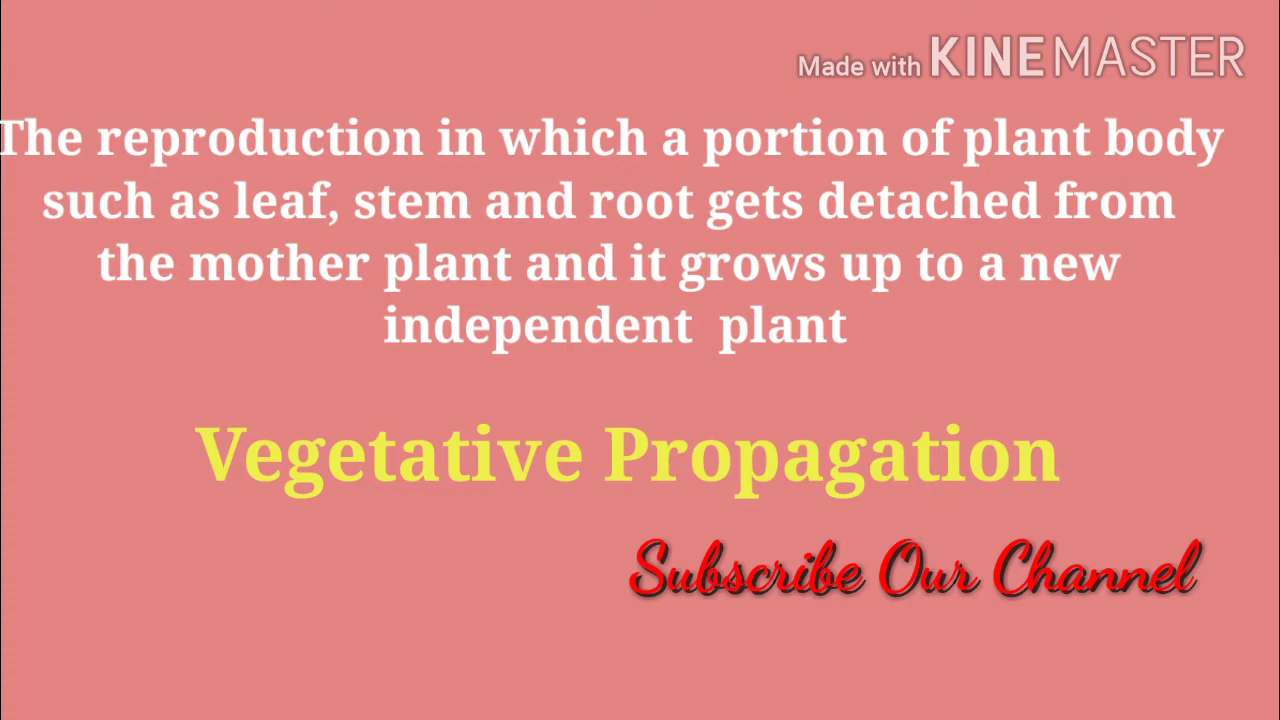 Made with KINEMASTER
The reproduction in which a portion of plant body
such as leaf, stem and root gets detached from
the mother plant and it grows up to a new
independent plant
Vegetative Propagation
Subscribe Our Channel